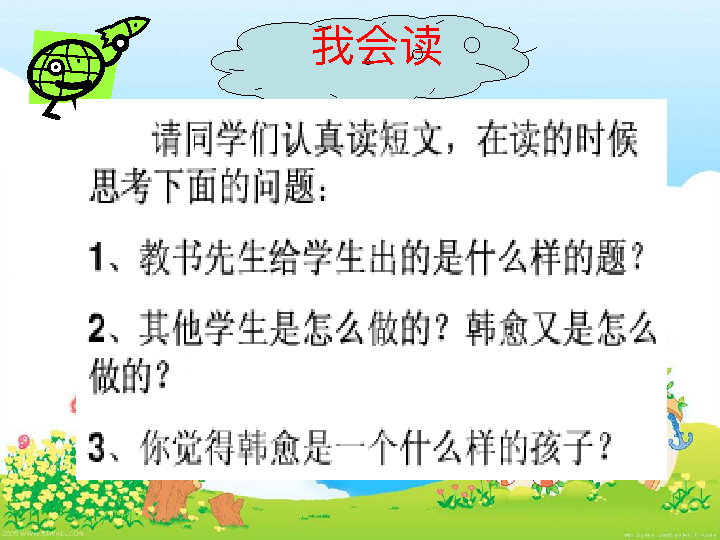 我会读
请同学们认真读短文，在读的时候
思考下面的问题：
1、教书先生给学生出的是什么样的题？
2、其他学生是怎么做的？韩愈又是怎么
做的？
3、你觉得韩愈是一个什么样的孩子？